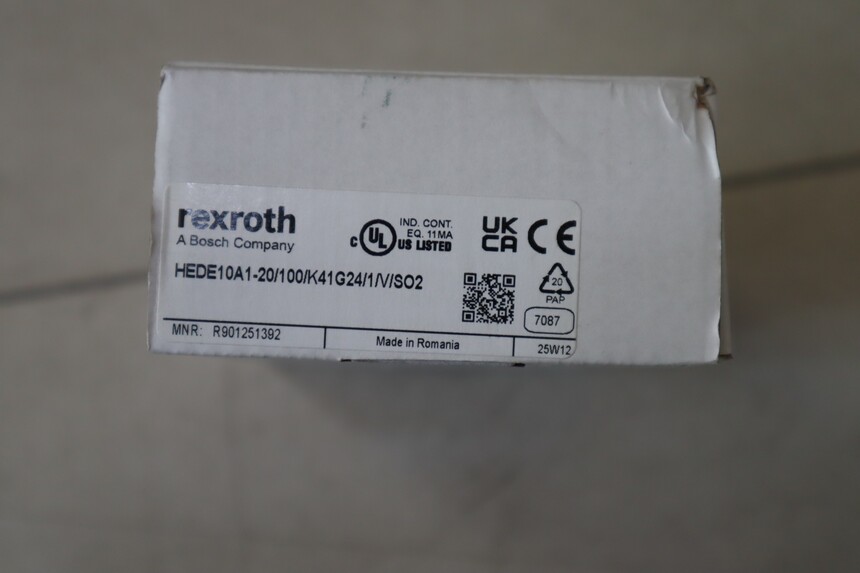 rexroth
A Bosch Company
HEDE10A1-20/100/K41G24/1/V/SO2
C UL US LISTED
IND. CONT.
EQ. 11MA
UK
CA
CE
20
PAP
7087
MNR: R901251392
Made in Romania
25W12